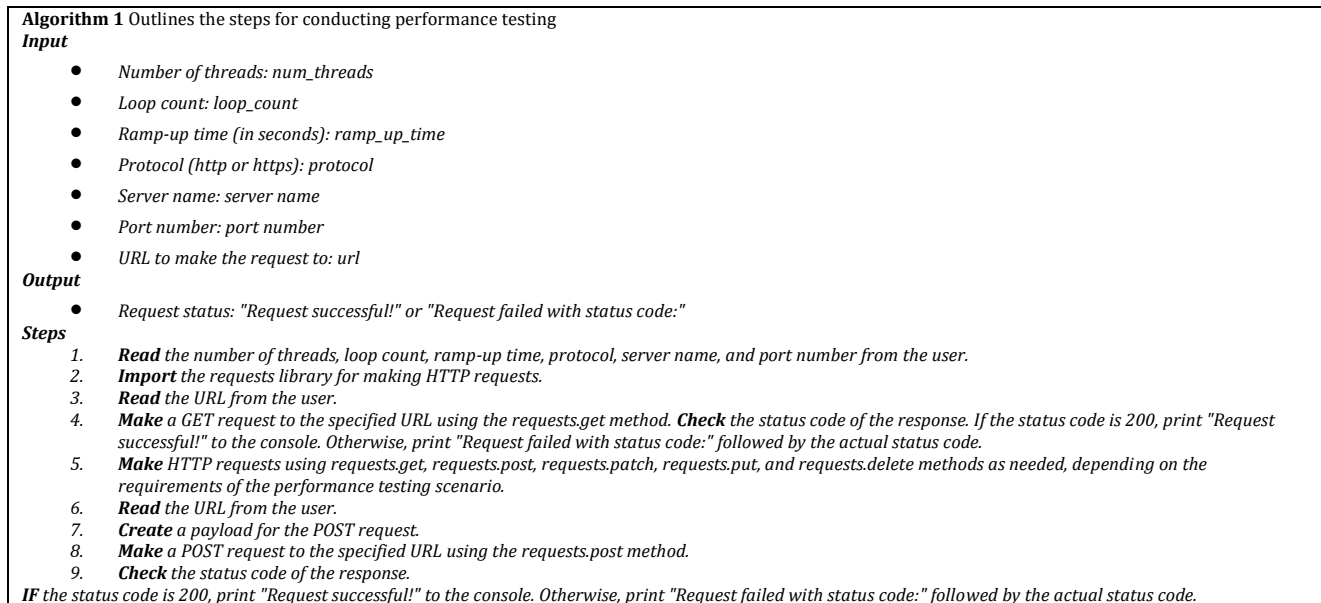 Algorithm 1 Outlines the steps for conducting performance testing
Input
● Number of threads: num_threads
● Loop count: loop_count
● Ramp-up time (in seconds): ramp_up_time
● Protocol (http or https): protocol
● Server name: server name
● Port number: port number
● URL to make the request to: url
Output
● Request status: "Request successful!" or "Request failed with status code:"
Steps
1. Read the number of threads, loop count, ramp-up time, protocol, server name, and port number from the user.
2. Import the requests library for making HTTP requests.
3. Read the URL from the user.
4. Make a GET request to the specified URL using the requests.get method. Check the status code of the response. If the status code is 200, print "Request
successful!" to the console. Otherwise, print "Request failed with status code:" followed by the actual status code.
5. Make HTTP requests using requests.get, requests.post, requests.patch, requests.put, and requests.delete methods as needed, depending on the
requirements of the performance testing scenario.
6. Read the URL from the user.
7. Create a payload for the POST request.
8. Make a POST request to the specified URL using the requests.post method.
9. Check the status code of the response.
IF the status code is 200, print "Request successful!" to the console. Otherwise, print "Request failed with status code:" followed by the actual status code.